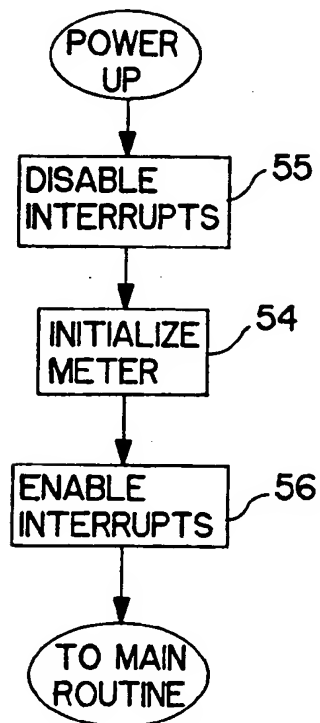 POWER
UP
DISABLE
INTERRUPTS
55
INITIALIZE
METER
54
ENABLE
INTERRUPTS
56
TO MAIN
ROUTINE